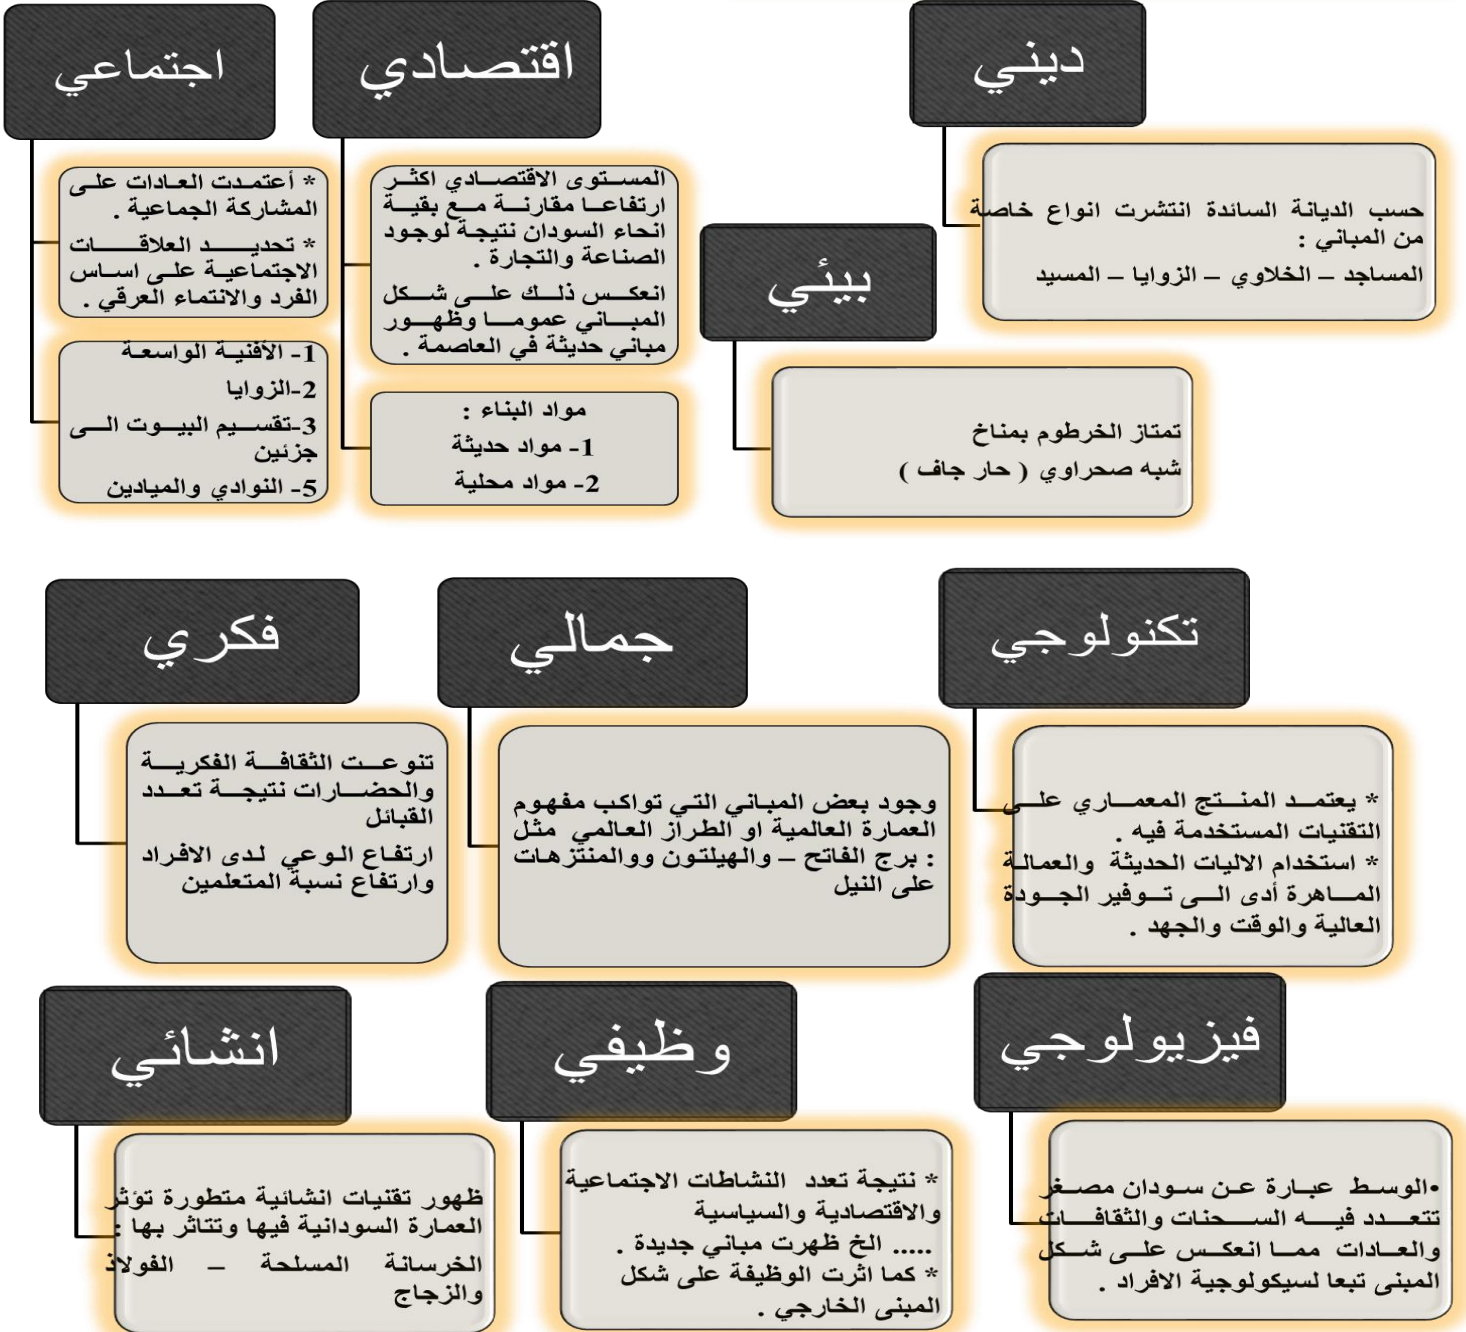 ديني
حسب الديانة السائدة انتشرت انواع خاصة
من المباني :
المساجد – الخلاوي – الزوايا – المسيد
بيئي
تمتاز الخرطوم بمناخ
شبه صحراوي ( حار جاف )
اقتصادي
المستوى الاقتصادي اكثر
ارتفاعا مقارنة مع بقية
انحاء السودان نتيجة لوجود
الصناعة والتجارة .
انعكس ذلك على شكل
المباني عموما وظهور
مباني حديثة في العاصمة .
مواد البناء :
1- مواد حديثة
2- مواد محلية
اجتماعي
* أعتمدت العادات على
المشاركة الجماعية .
* تحديد العلاقات
الاجتماعية على اساس
الفرد والانتماء العرقي .
1- الأفنية الواسعة
2-الزوايا
3-تقسيم البيوت الى
جزئين
5- النوادي والميادين
تكنولوجي
* يعتمد المنتج المعماري على
التقنيات المستخدمة فيه .
* استخدام الاليات الحديثة والعمالة
الماهرة أدى الى توفير الجودة
العالية والوقت والجهد .
جمالي
وجود بعض المباني التي تواكب مفهوم
العمارة العالمية او الطراز العالمي مثل
: برج الفاتح – والهيلتون ووالمنتزهات
على النيل
فكري
تنوعت الثقافة الفكرية
والحضارات نتيجة تعدد
القبائل
ارتفاع الوعي لدى الافراد
وارتفاع نسبة المتعلمين
فيزيولوجي
•الوسط عبارة عن سودان مصغر
تتعدد فيه السحنات والثقافات
والعادات مما انعكس على شكل
المبنى تبعا لسيكولوجية الافراد .
وظيفي
* نتيجة تعدد النشاطات الاجتماعية
والاقتصادية والسياسية
..... الخ ظهرت مباني جديدة .
* كما اثرت الوظيفة على شكل
المبنى الخارجي .
انشائي
ظهور تقنيات انشائية متطورة تؤثر
العمارة السودانية فيها وتتاثر بها :
الخرسانة المسلحة – الفولاذ
والزجاج